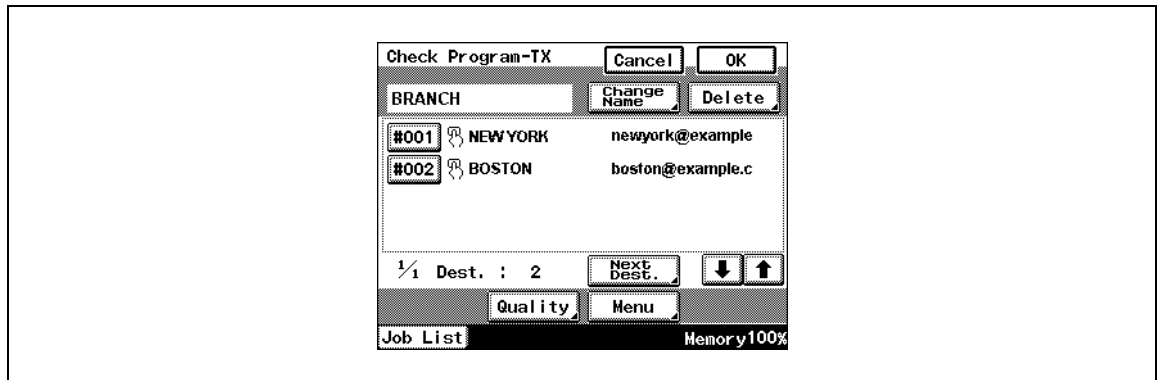 Check Program-TX Cancel OK
BRANCH Change Name Delete
#001 NEW YORK newyork@example
#002 BOSTON boston@example.c
1/1 Dest. : 2 Next Dest.
Quality Menu
Job List Memory100%